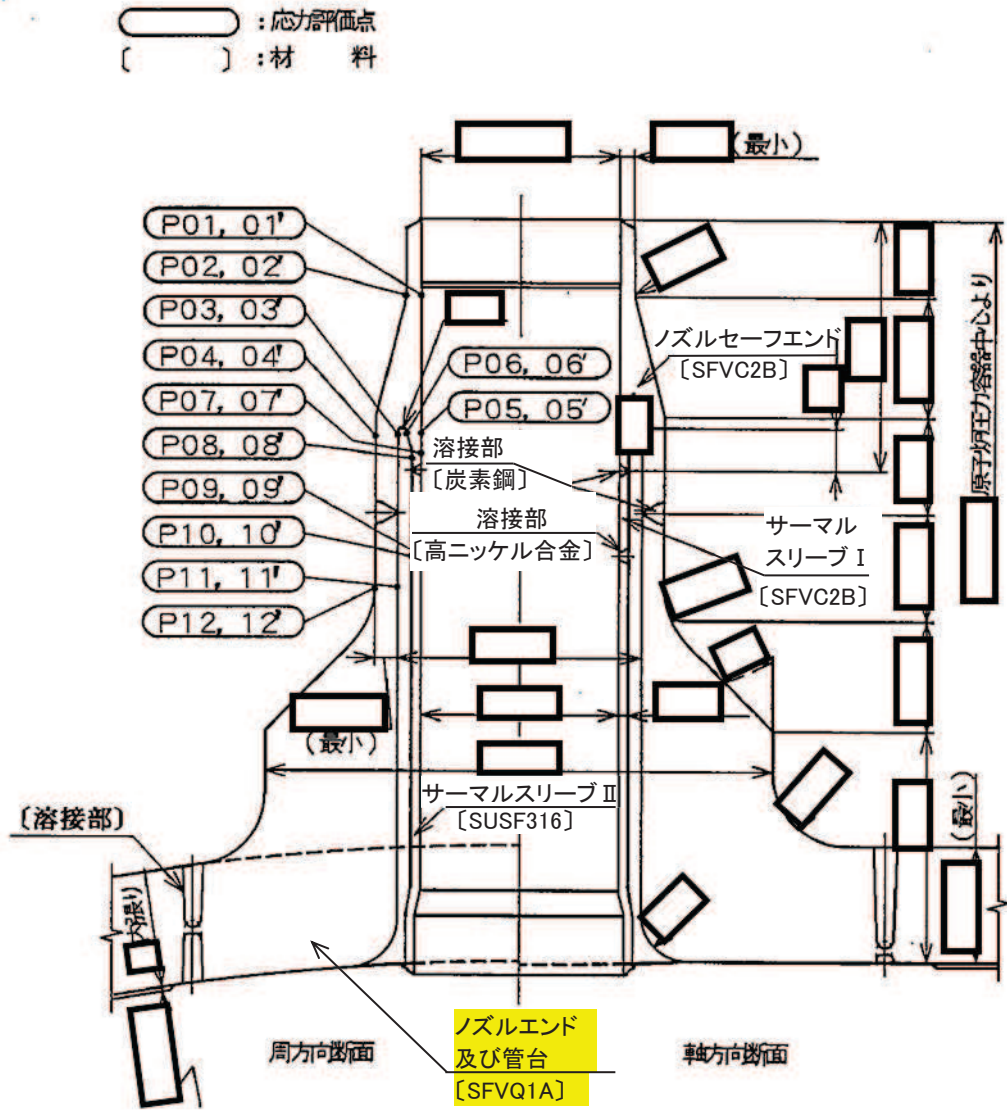 ：応力評価点
〔　　　〕：材　料
（最小）
P01, 01'
P02, 02'
P03, 03'
P04, 04'
P07, 07'
P08, 08'
P09, 09'
P10, 10'
P11, 11'
P12, 12'
P06, 06'
P05, 05'
ノズルセーフエンド
〔SFVC2B〕
原子炉圧力容器中心より
溶接部
〔炭素鋼〕
溶接部
〔高ニッケル合金〕
サーマル
スリーブⅠ
〔SFVC2B〕
（最小）
サーマルスリーブⅡ
〔SUSF316〕
〔溶接部〕
（最小）
周方向断面
ノズルエンド
及び管台
〔SFVQ1A〕
軸方向断面